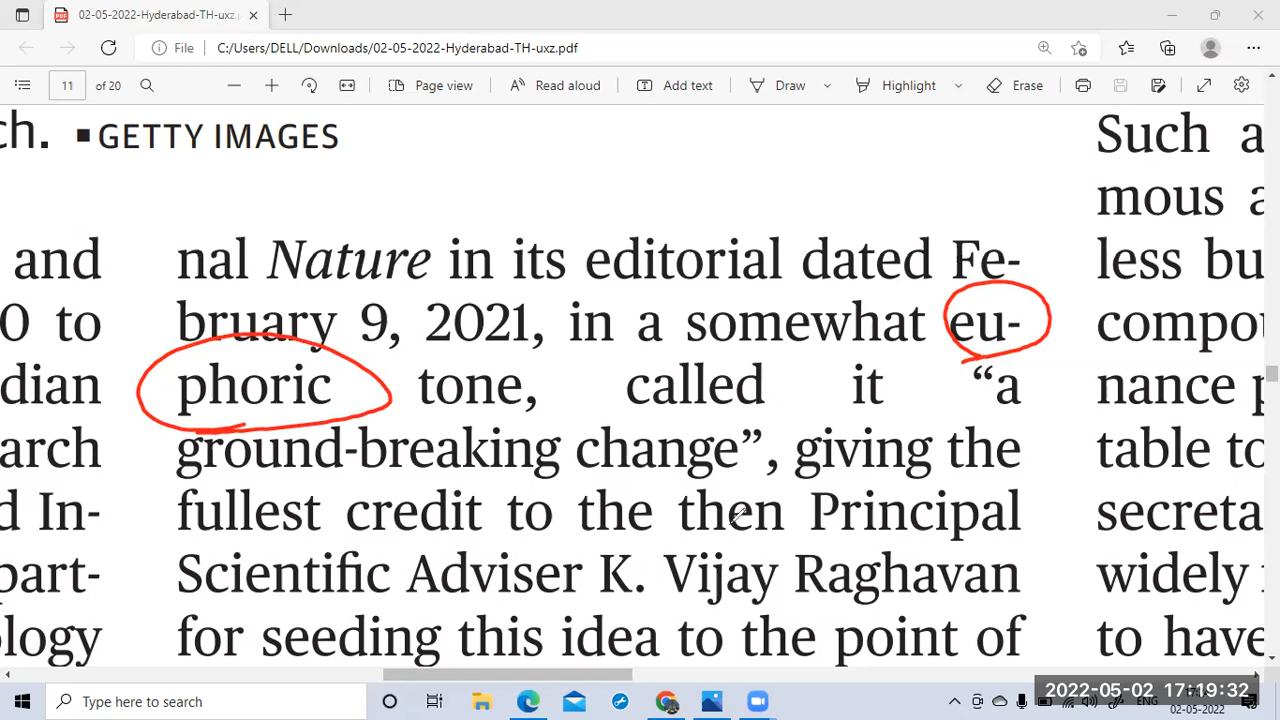 02-05-2022-Hyderabad-TH-uxz.p
File C:/Users/DELL/Downloads/02-05-2022-Hyderabad-TH-uxz.pdf
11 of 20 Page view Read aloud Add text Draw Highlight Erase
ch. ■ GETTY IMAGES
and
0 to
dian
arch
d In-
part-
ology
nal Nature in its editorial dated Fe-
bruary 9, 2021, in a somewhat eu-
phoric tone, called it “a
ground-breaking change”, giving the
fullest credit to the then Principal
Scientific Adviser K. Vijay Raghavan
for seeding this idea to the point of
Such a
mous a
less bu
compou
nance p
table to
secreta
widely
to have
Type here to search
ENG
2022-05-02 17:19:32
02-05-2022